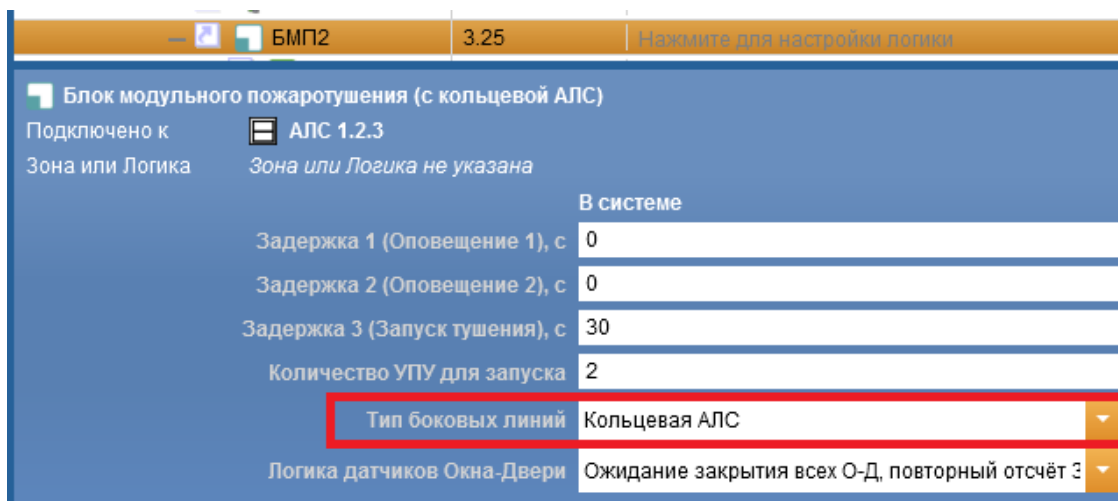 БМП2 3.25 Нажмите для настройки логики
Блок модульного пожаротушения (с кольцевой АЛС)
Подключено к АЛС 1.2.3
Зона или Логика Зона или Логика не указана
В системе
Задержка 1 (Оповещение 1), с 0
Задержка 2 (Оповещение 2), с 0
Задержка 3 (Запуск тушения), с 30
Количество УПУ для запуска 2
Тип боковых линий Кольцевая АЛС
Логика датчиков Окна-Двери Ожидание закрытия всех О-Д, повторный отсчёт